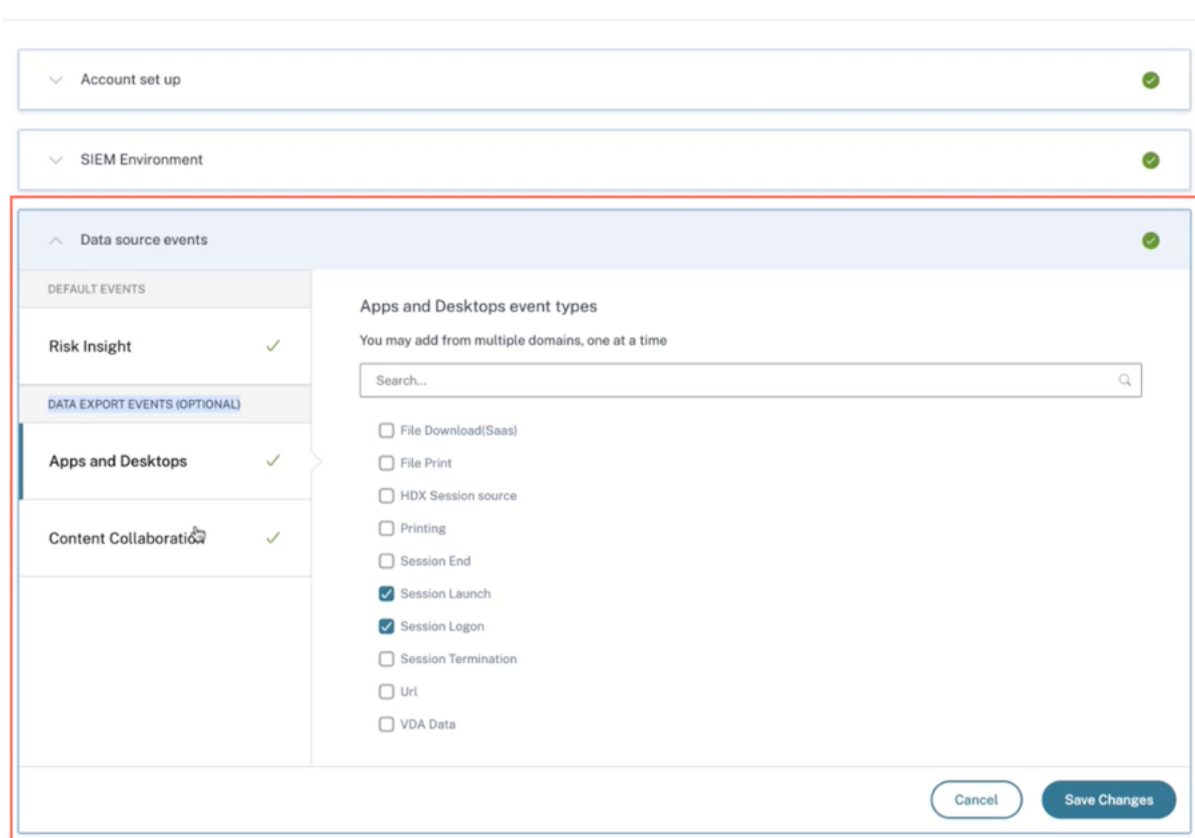 Account set up
SIEM Environment
Data source events
DEFAULT EVENTS
Risk Insight
DATA EXPORT EVENTS (OPTIONAL)
Apps and Desktops
Content Collaboration
Apps and Desktops event types
You may add from multiple domains, one at a time
Search...
File Download(Saas)
File Print
HDX Session source
Printing
Session End
Session Launch
Session Logon
Session Termination
Url
VDA Data
Cancel
Save Changes